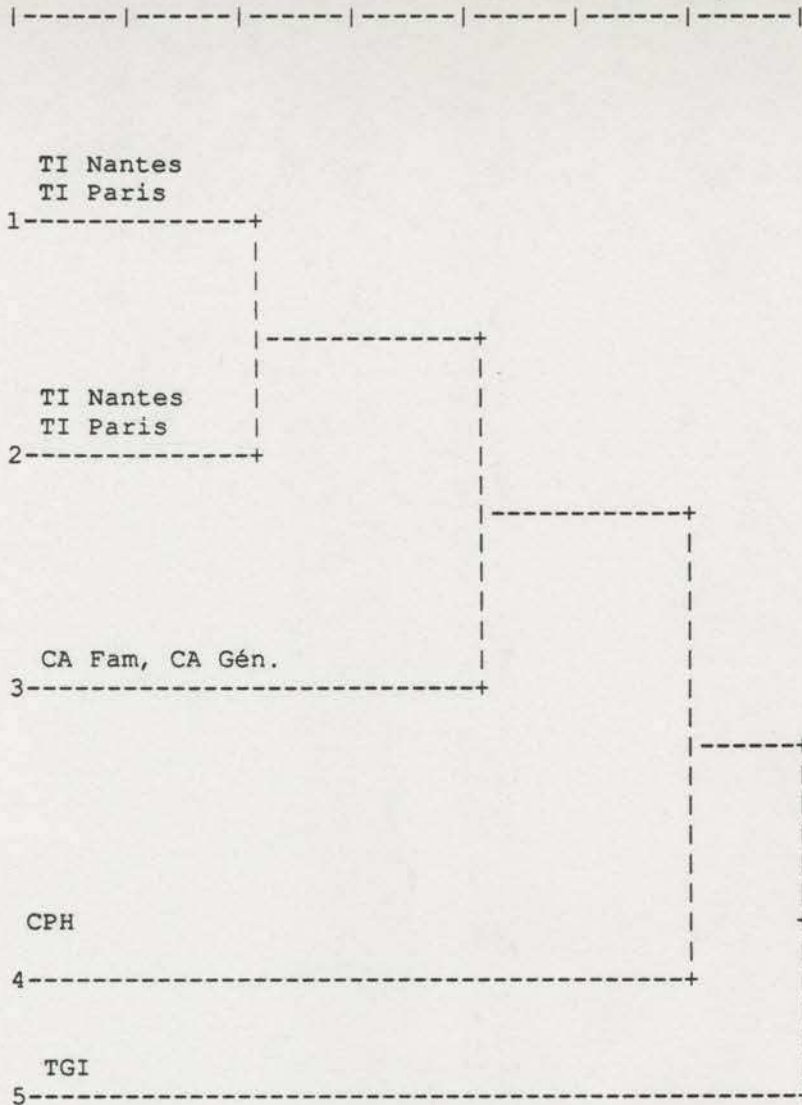 |------|------|------|------|------|------|------|
TI Nantes
TI Paris
1--------------+
|--------------+
TI Nantes
TI Paris
2--------------+
|-------------+
CA Fam, CA Gén.
3----------------------------+
|-------
CPH
4------------------------------------------+
TGI
5-------------------------------------------------